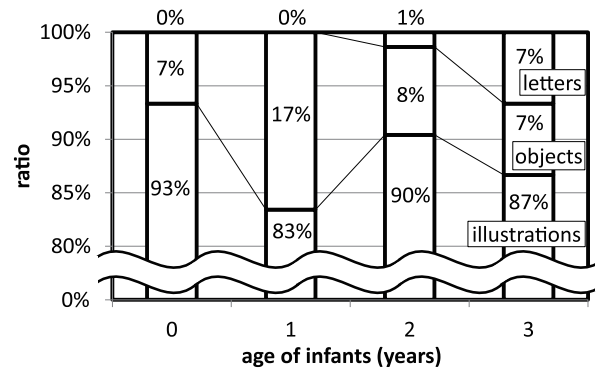 0% 0% 1%
100%
7% 7%
95%
letters
17%
8%
90%
7%
objects
ratio
93%
85%
90%
87%
83%
illustrations
80%
0%
0 1 2 3
age of infants (years)